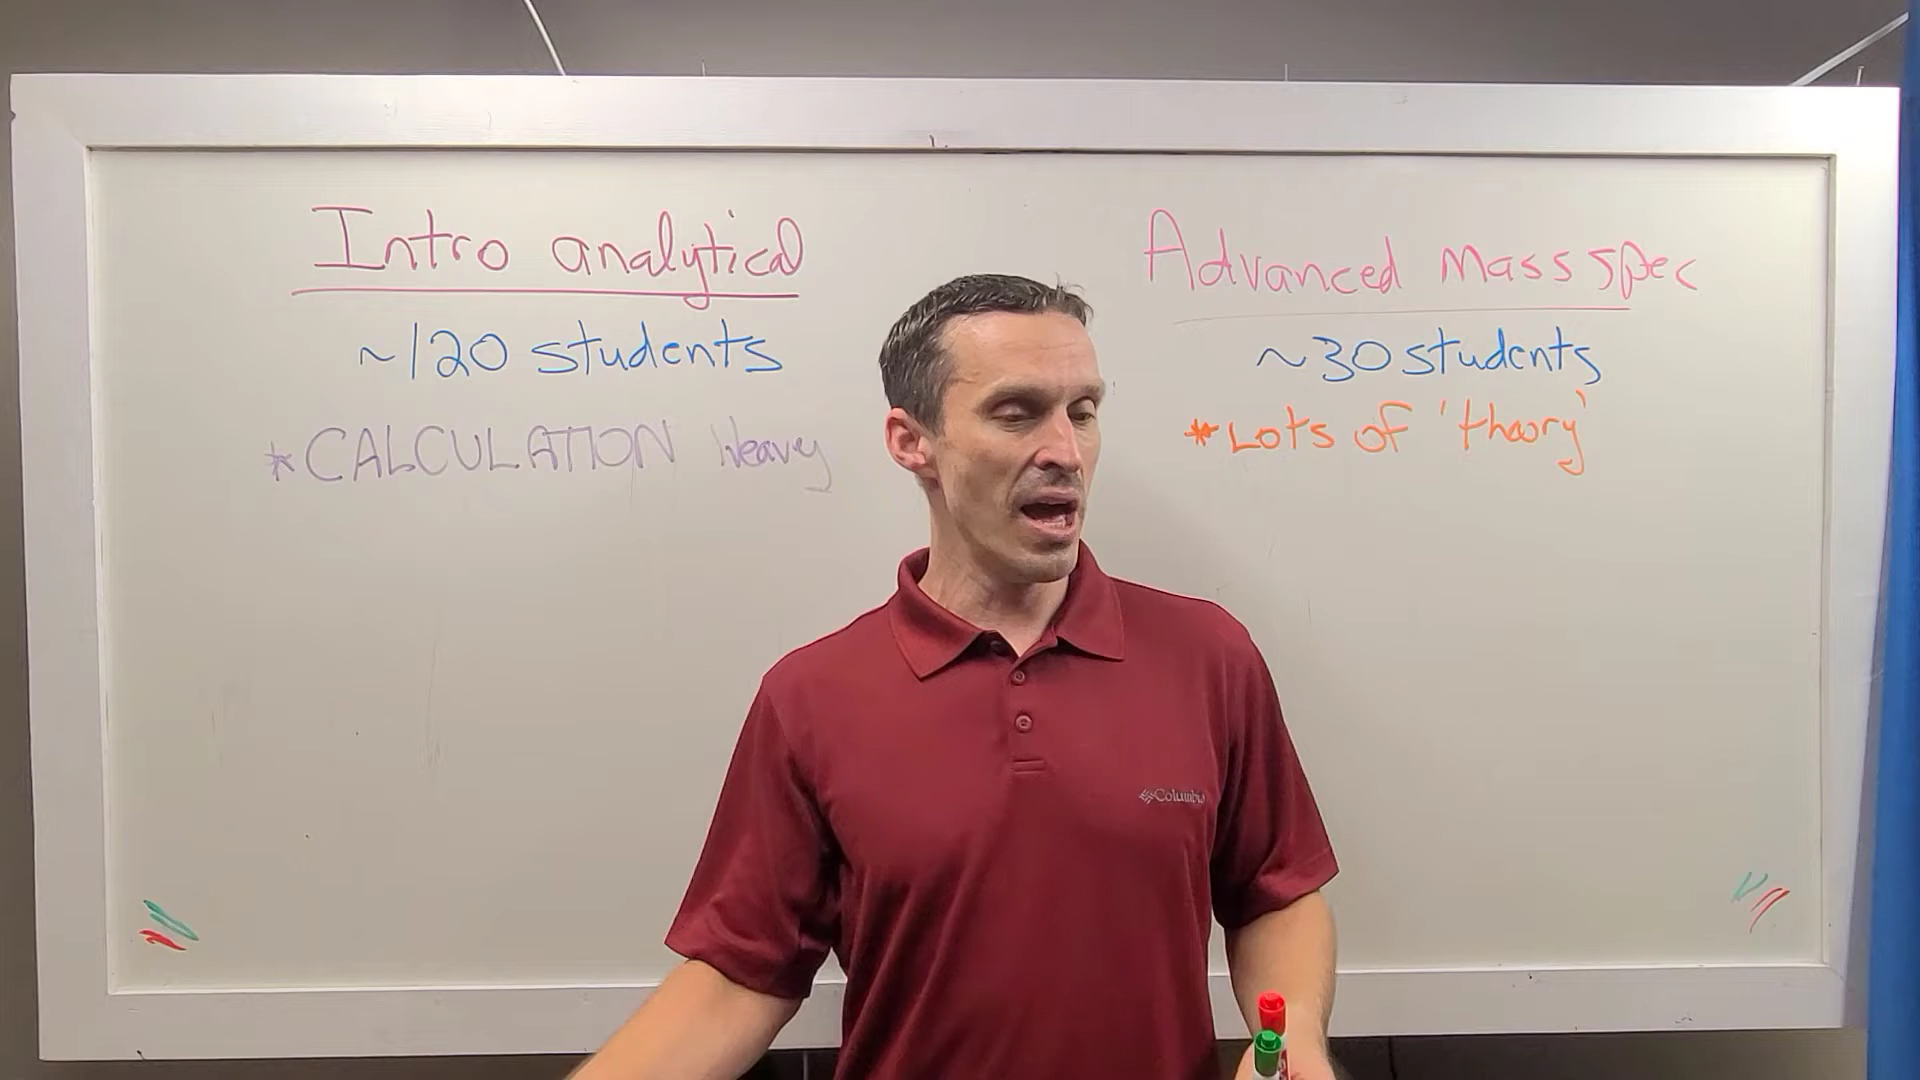 Intro analytical
~120 students
*CALCULATION Heavy
Advanced Mass spec
~30 students
*Lots of 'theory'
Columbia